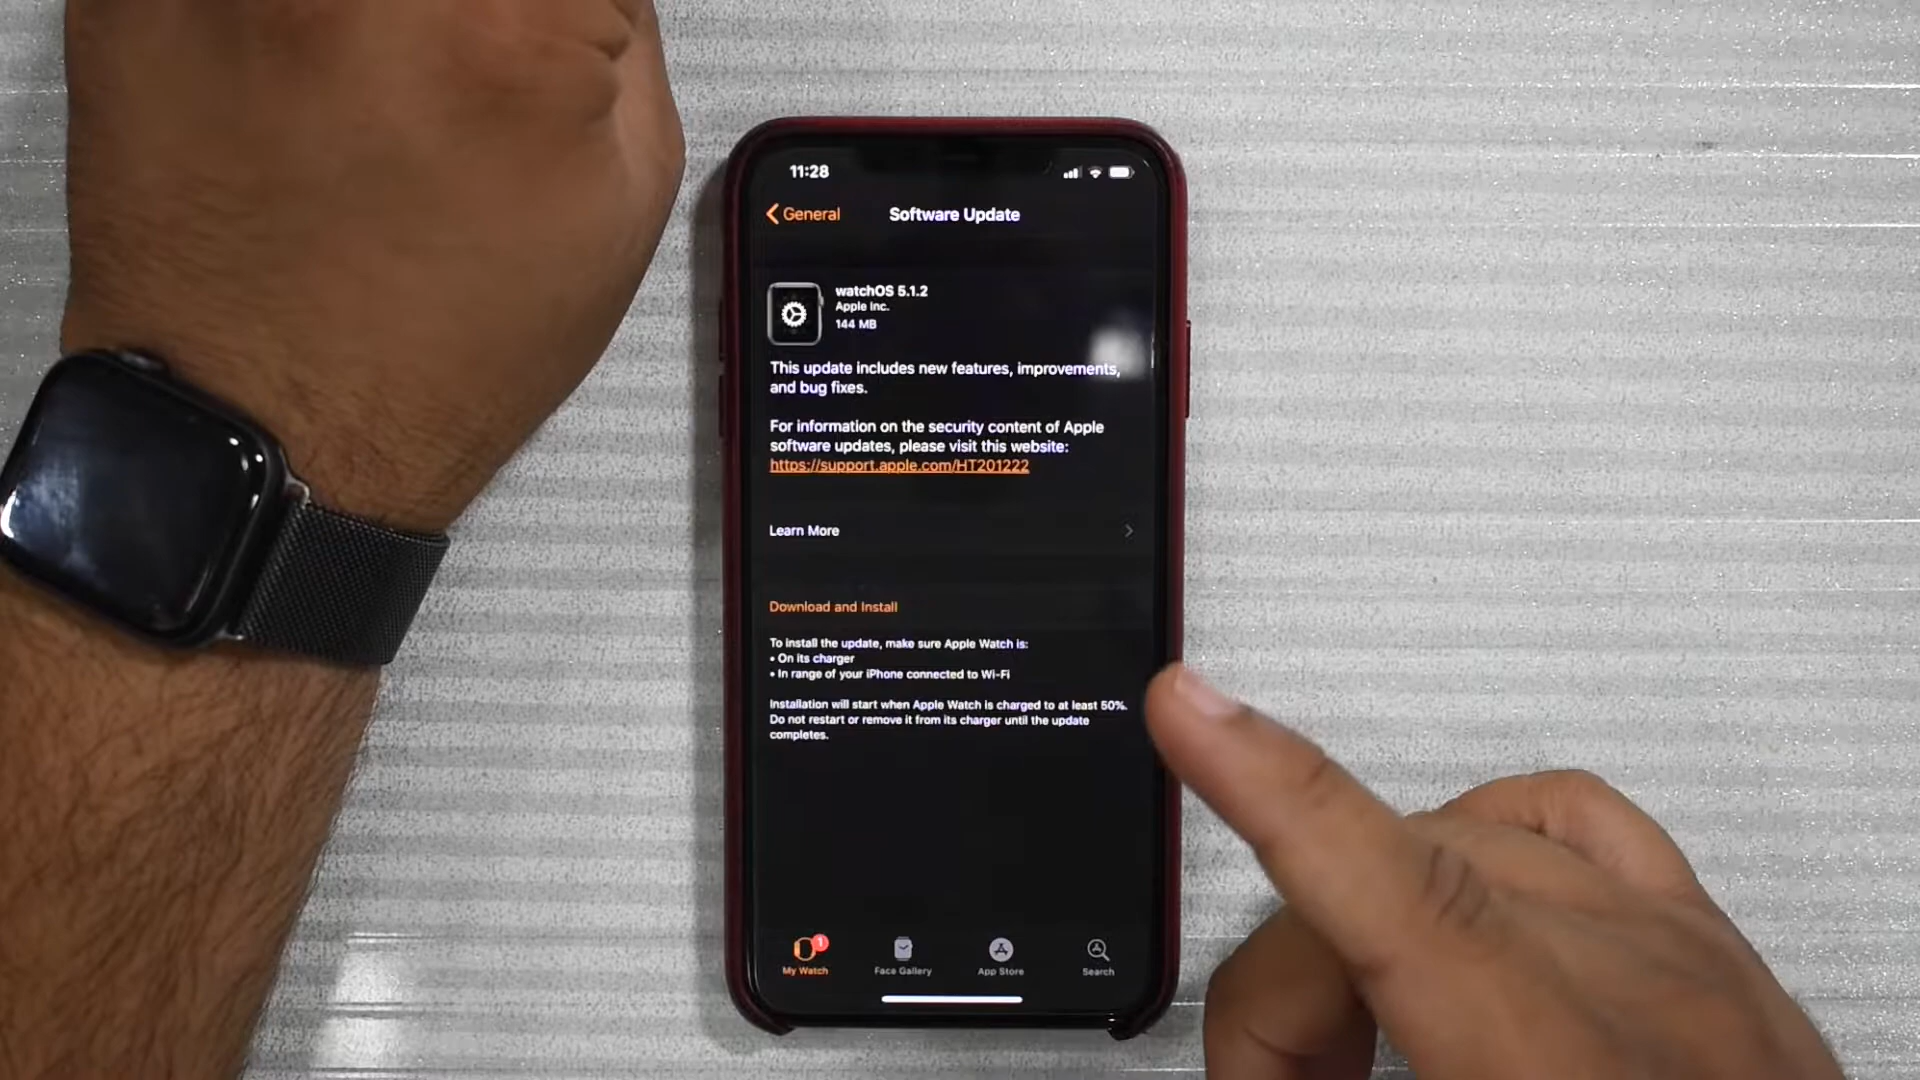 11:28
General
Software Update
watchOS 5.1.2
Apple Inc.
144 MB
This update includes new features, improvements,
and bug fixes.
For information on the security content of Apple
software updates, please visit this website:
https://support.apple.com/HT201222
Learn More
Download and Install
To install the update, make sure Apple Watch is:
• On its charger
• In range of your iPhone connected to Wi-Fi
Installation will start when Apple Watch is charged to at least 50%.
Do not restart or remove it from its charger until the update
completes.
1
My Watch
Face Gallery
App Store
Search